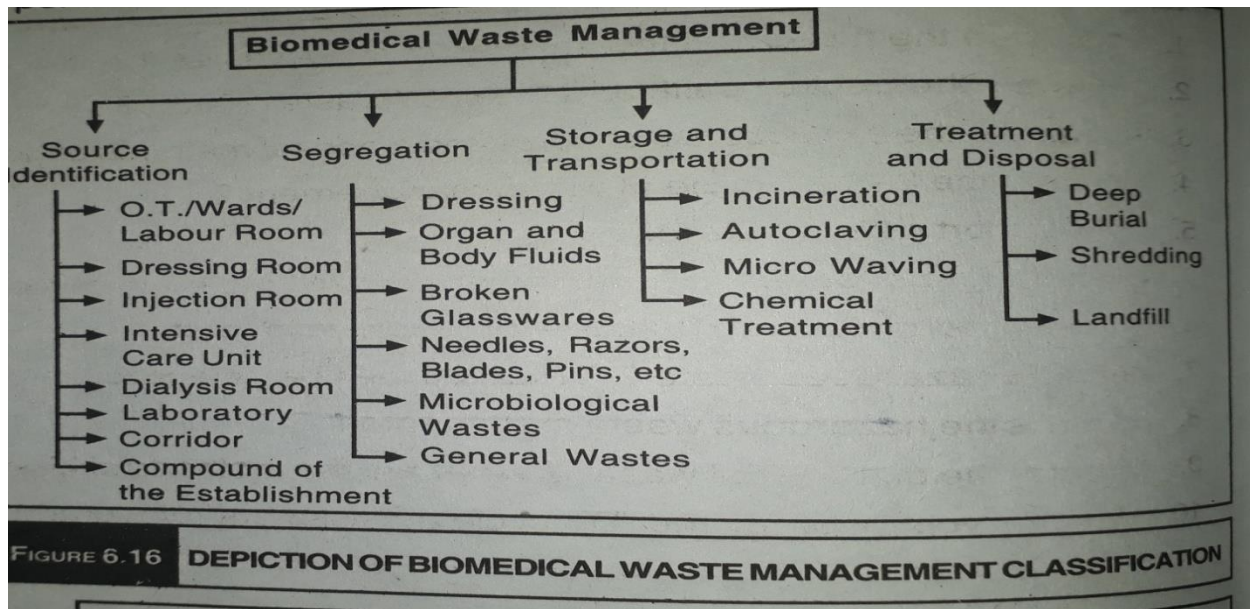 Biomedical Waste Management
Source
Identification
O.T./Wards/
Labour Room
Dressing Room
Injection Room
Intensive
Care Unit
Dialysis Room
Laboratory
Corridor
Compound of
the Establishment
Segregation
Dressing
Organ and
Body Fluids
Broken
Glasswares
Needles, Razors,
Blades, Pins, etc
Microbiological
Wastes
General Wastes
Storage and
Transportation
Incineration
Autoclaving
Micro Waving
Chemical
Treatment
Treatment
and Disposal
Deep
Burial
Shredding
Landfill
FIGURE 6.16 DEPICTION OF BIOMEDICAL WASTE MANAGEMENT CLASSIFICATION